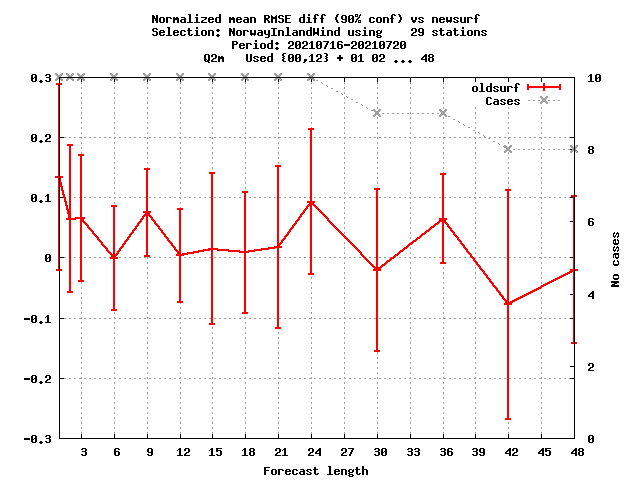 Normalized mean RMSE diff (90% conf) vs newsurf
Selection: NorwayInlandWind using    29 stations
Period: 20210716-20210720
Q2m   Used {00,12} + 01 02 ... 48
oldsurf
Cases
0.3
0.2
0.1
0
-0.1
-0.2
-0.3
10
8
6
4
2
0
No cases
3 6 9 12 15 18 21 24 27 30 33 36 39 42 45 48
Forecast length